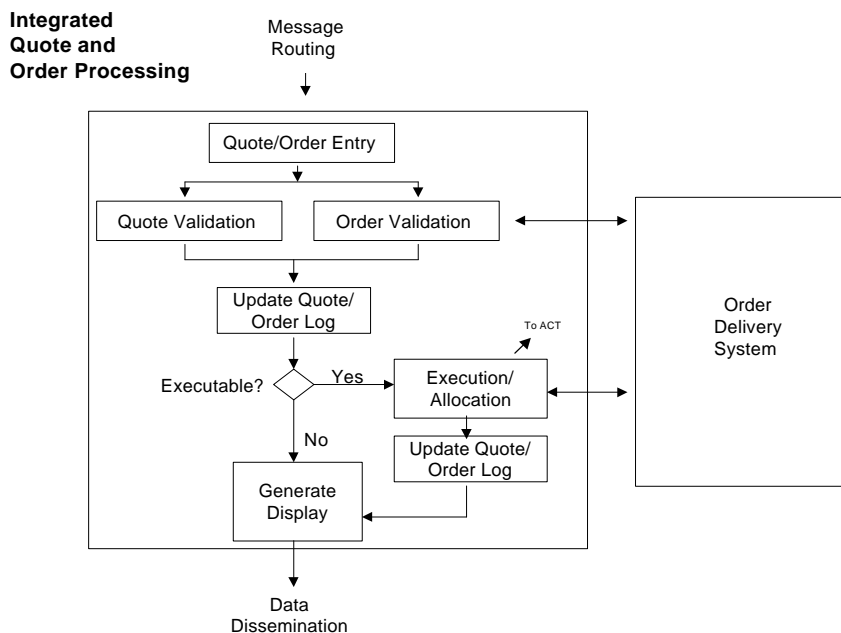 Integrated
Quote and
Order Processing
Message
Routing
Quote/Order Entry
Quote Validation
Order Validation
Update Quote/
Order Log
To ACT
Order
Delivery
System
Executable?
Yes
Execution/
Allocation
No
Update Quote/
Order Log
Generate
Display
Data
Dissemination